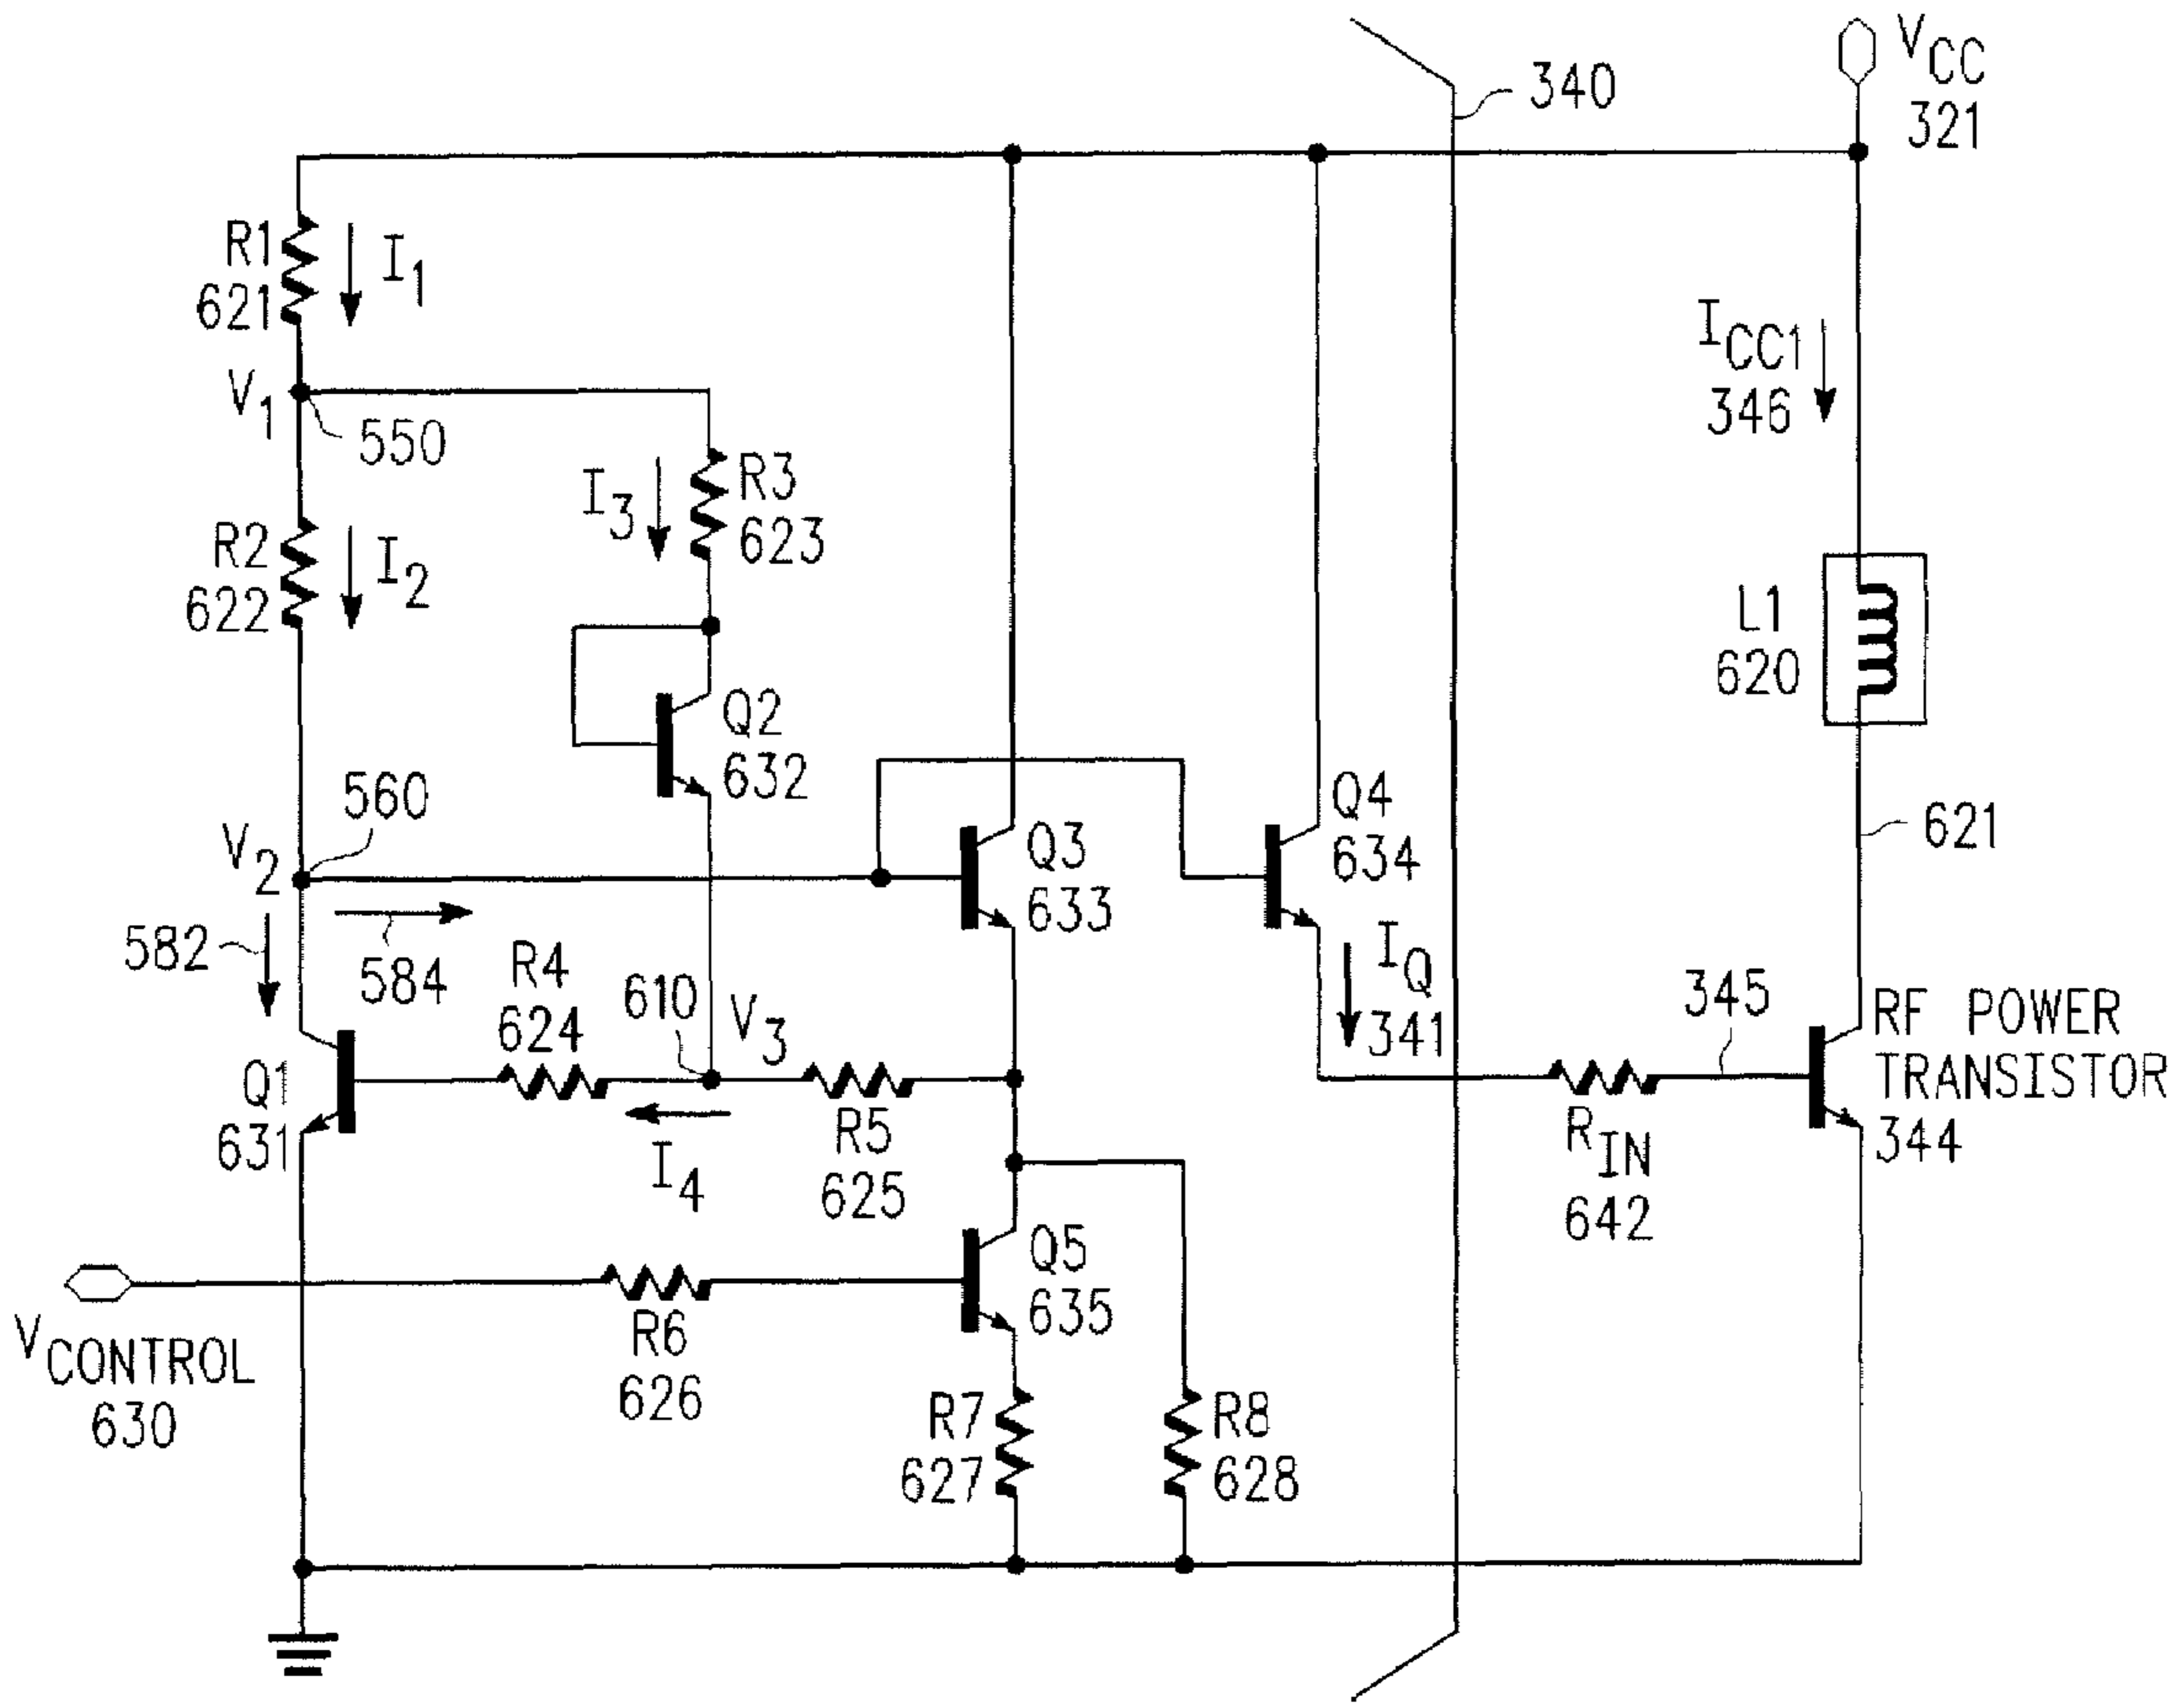 V_CC
321
340
R1
621
I_1
V_1
550
I_CC1
346
R3
623
I_3
R2
622
I_2
L1
620
Q2
632
560
V_2
Q3
633
Q4
634
621
582
584
R4
624
610
V_3
I_Q
341
345
RF POWER
TRANSISTOR
344
Q1
631
I_4
R5
625
R_IN
642
Q5
635
V_CONTROL
630
R6
626
R7
627
R8
628